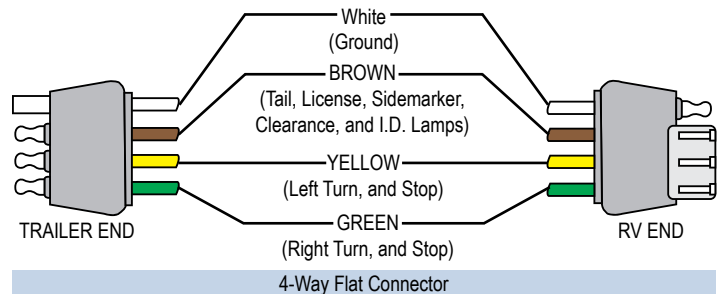 White
(Ground)
BROWN
(Tail, License, Sidemarker,
Clearance, and I.D. Lamps)
YELLOW
(Left Turn, and Stop)
GREEN
(Right Turn, and Stop)
TRAILER END
RV END
4-Way Flat Connector